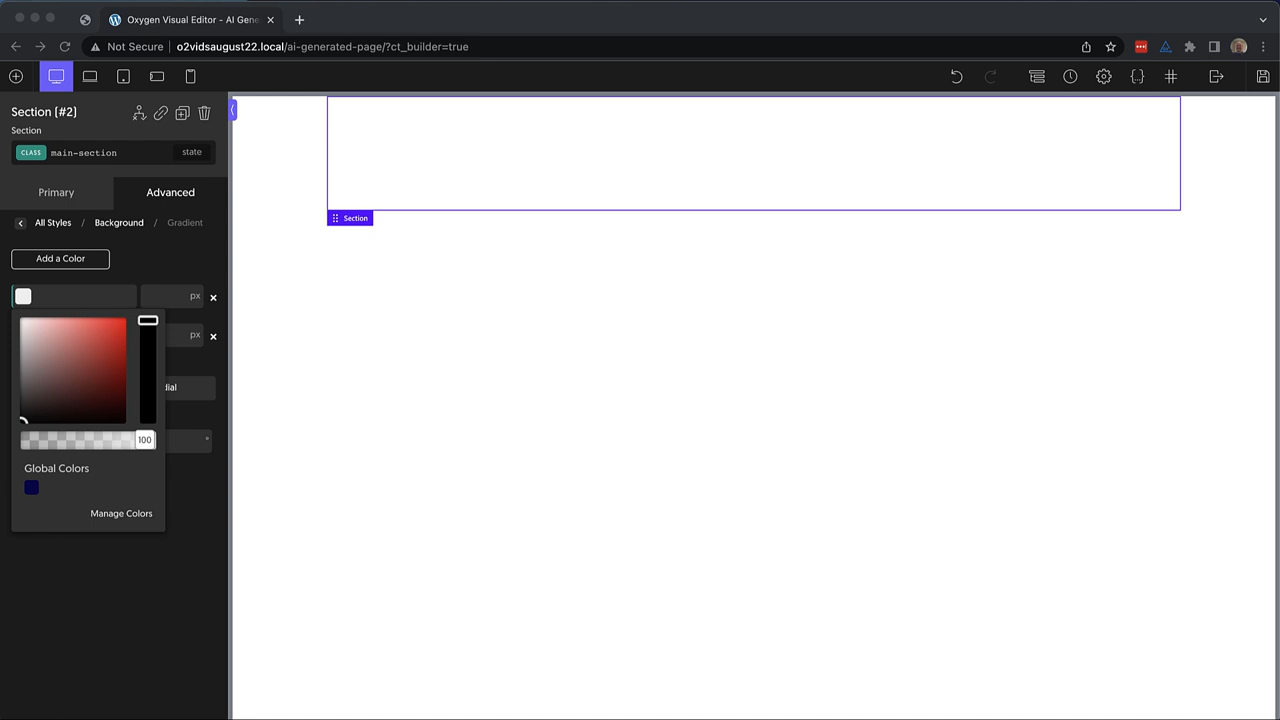 Oxygen Visual Editor - AI Gene
Not Secure
o2vidsaugust22.local/ai-generated-page/?ct_builder=true
Section (#2)
Section
CLASS main-section state
Primary Advanced
All Styles / Background / Gradient
Add a Color
px
px
dial
°
100
Global Colors
Manage Colors
Section